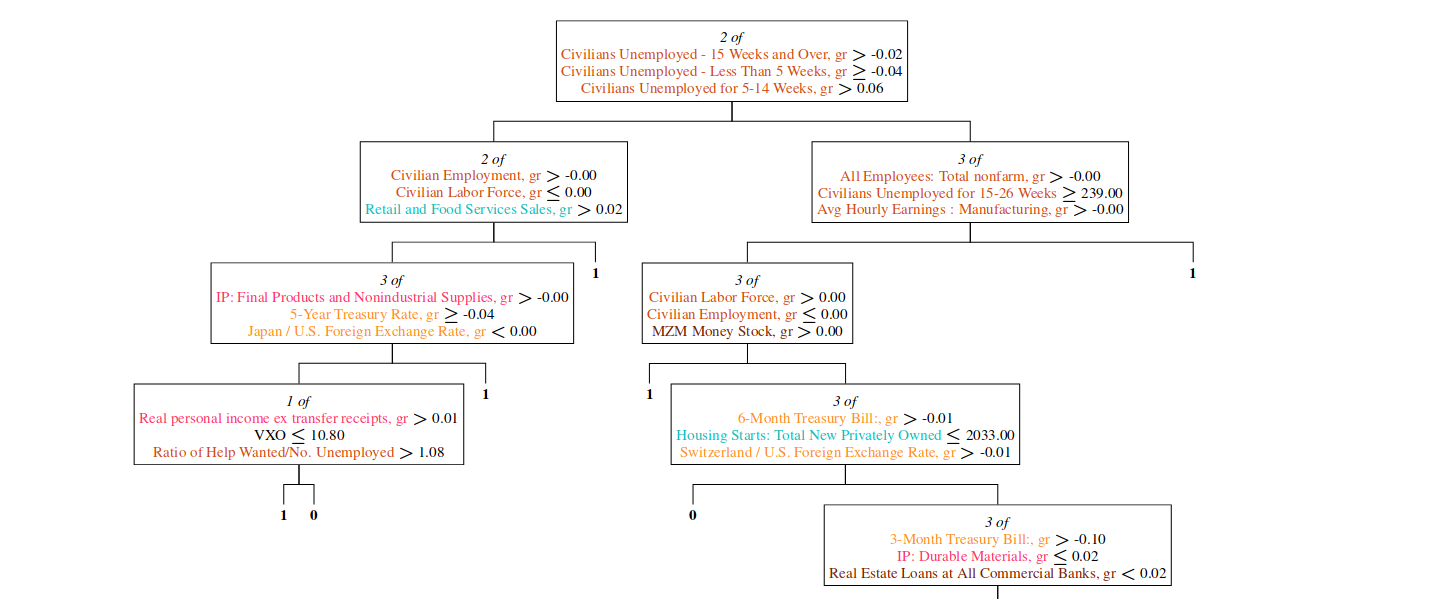 2 of
Civilians Unemployed - 15 Weeks and Over, gr > -0.02
Civilians Unemployed - Less Than 5 Weeks, gr ≥ -0.04
Civilians Unemployed for 5-14 Weeks, gr > 0.06
2 of
Civilian Employment, gr > -0.00
Civilian Labor Force, gr ≤ 0.00
Retail and Food Services Sales, gr > 0.02
3 of
All Employees: Total nonfarm, gr > -0.00
Civilians Unemployed for 15-26 Weeks ≥ 239.00
Avg Hourly Earnings : Manufacturing, gr > -0.00
3 of
IP: Final Products and Nonindustrial Supplies, gr > -0.00
5-Year Treasury Rate, gr ≥ -0.04
Japan / U.S. Foreign Exchange Rate, gr < 0.00
1
3 of
Civilian Labor Force, gr > 0.00
Civilian Employment, gr ≤ 0.00
MZM Money Stock, gr > 0.00
1
1 of
Real personal income ex transfer receipts, gr > 0.01
VXO ≤ 10.80
Ratio of Help Wanted/No. Unemployed > 1.08
1
1
3 of
6-Month Treasury Bill:, gr > -0.01
Housing Starts: Total New Privately Owned ≤ 2033.00
Switzerland / U.S. Foreign Exchange Rate, gr > -0.01
1 0
0
3 of
3-Month Treasury Bill:, gr > -0.10
IP: Durable Materials, gr ≤ 0.02
Real Estate Loans at All Commercial Banks, gr < 0.02